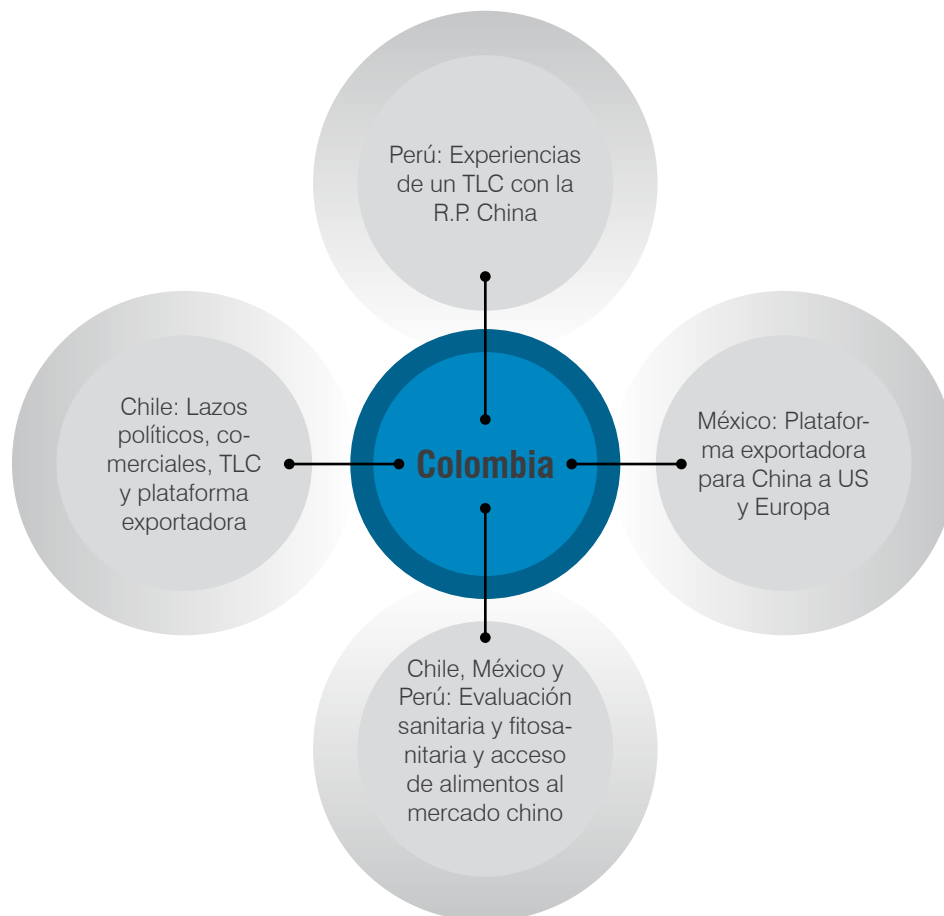 Perú: Experiencias
de un TLC con la
R.P. China
Chile: Lazos
políticos, co-
merciales, TLC
y plataforma
exportadora
Colombia
México: Platafor-
ma exportadora
para China a US
y Europa
Chile, México y
Perú: Evaluación
sanitaria y fitosa-
nitaria y acceso
de alimentos al
mercado chino